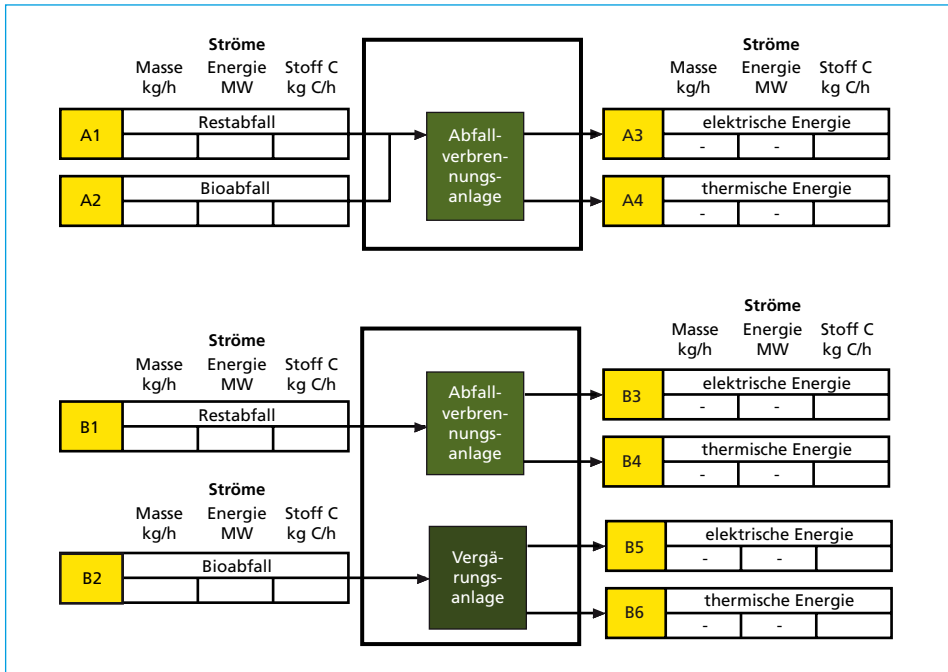 Ströme
Masse Energie Stoff C
kg/h MW kg C/h
A1 Restabfall
A2 Bioabfall
Abfall-
verbren-
nungs-
anlage
Ströme
Masse Energie Stoff C
kg/h MW kg C/h
A3 elektrische Energie
- -
A4 thermische Energie
- -
Ströme
Masse Energie Stoff C
kg/h MW kg C/h
B1 Restabfall
Ströme
Masse Energie Stoff C
kg/h MW kg C/h
B2 Bioabfall
Abfall-
verbren-
nungs-
anlage
Vergä-
rungs-
anlage
Ströme
Masse Energie Stoff C
kg/h MW kg C/h
B3 elektrische Energie
- -
B4 thermische Energie
- -
B5 elektrische Energie
- -
B6 thermische Energie
- -